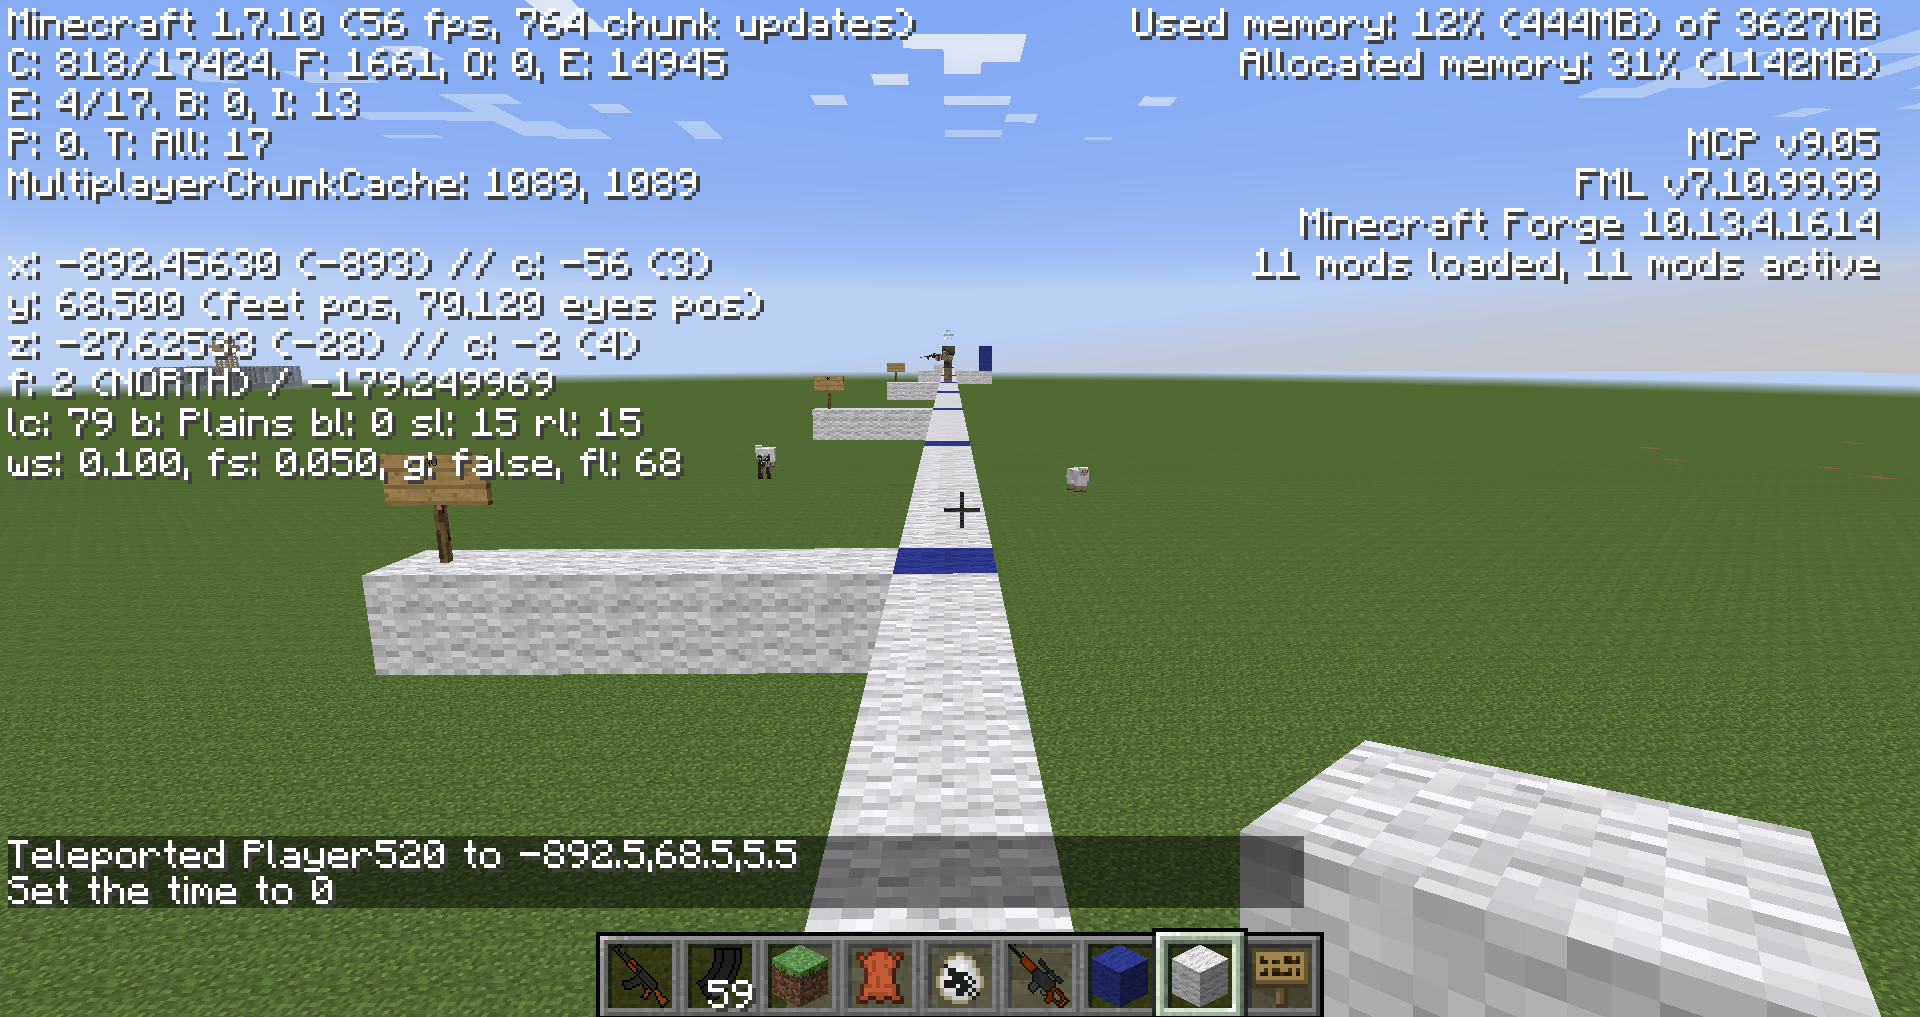 Minecraft 1.7.10 (56 fps, 764 chunk updates)
C: 818/17424. F: 1661, O: 0, E: 14945
E: 4/17. B: 0, I: 13
P: 0. T: All: 17
MultiplayerChunkCache: 1089, 1089
x: -892.45630 (-893) // c: -56 (3)
y: 68.500 (feet pos, 70.120 eyes pos)
z: -27.62593 (-28) // c: -2 (4)
f: 2 (NORTH) / -179.249969
lc: 79 b: Plains bl: 0 sl: 15 rl: 15
ws: 0.100, fs: 0.050, g: false, fl: 68
Used memory: 12% (444MB) of 3627MB
Allocated memory: 31% (1142MB)
MCP v9.05
FML v7.10.99.99
Minecraft Forge 10.13.4.1614
11 mods loaded, 11 mods active
Teleported Player520 to -892.5,68.5,5.5
Set the time to 0
59